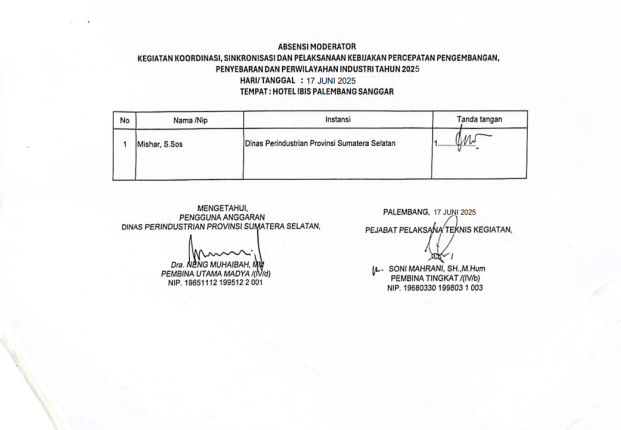 ABSENSI MODERATOR
KEGIATAN KOORDINASI, SINKRONISASI DAN PELAKSANAAN KEBIJAKAN PERCEPATAN PENGEMBANGAN,
PENYEBARAN DAN PERWILAYAHAN INDUSTRI TAHUN 2025
HARI/ TANGGAL : 17 JUNI 2025
TEMPAT : HOTEL IBIS PALEMBANG SANGGAR
No Nama /Nip Instansi Tanda tangan
1 Mishar, S.Sos Dinas Perindustrian Provinsi Sumatera Selatan 1..........
MENGETAHUI,
PENGGUNA ANGGARAN
DINAS PERINDUSTRIAN PROVINSI SUMATERA SELATAN,
Dra. NENG MUHAIBAH, MM
PEMBINA UTAMA MADYA /(IV/d)
NIP. 19651112 199512 2 001
PALEMBANG, 17 JUNI 2025
PEJABAT PELAKSANA TEKNIS KEGIATAN,
SONI MAHRANI, SH.,M.Hum
PEMBINA TINGKAT /(IV/b)
NIP. 19680330 199803 1 003